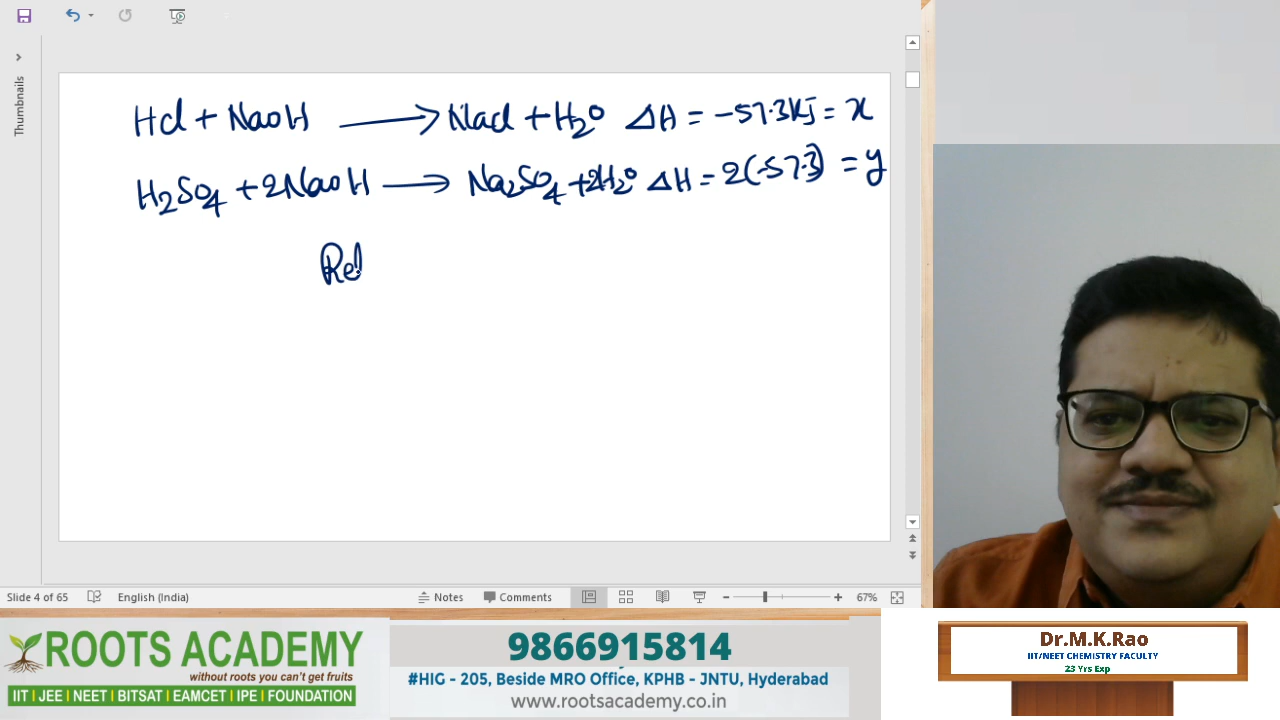 Thumbnails
HCl + NaOH ⟶ NaCl + H₂O ΔH = -57.3KJ = x
H₂SO₄ + 2NaOH ⟶ Na₂SO₄ + 2H₂O ΔH = 2(-57.3) = y
Rel
Slide 4 of 65 English (India) Notes Comments 67%
ROOTS ACADEMY
without roots you can't get fruits
IIT I JEE I NEET I BITSAT I EAMCET I IPE I FOUNDATION
9866915814
#HIG - 205, Beside MRO Office, KPHB - JNTU, Hyderabad
www.rootsacademy.co.in
Dr.M.K.Rao
IIT/NEET CHEMISTRY FACULTY
23 Yrs Exp